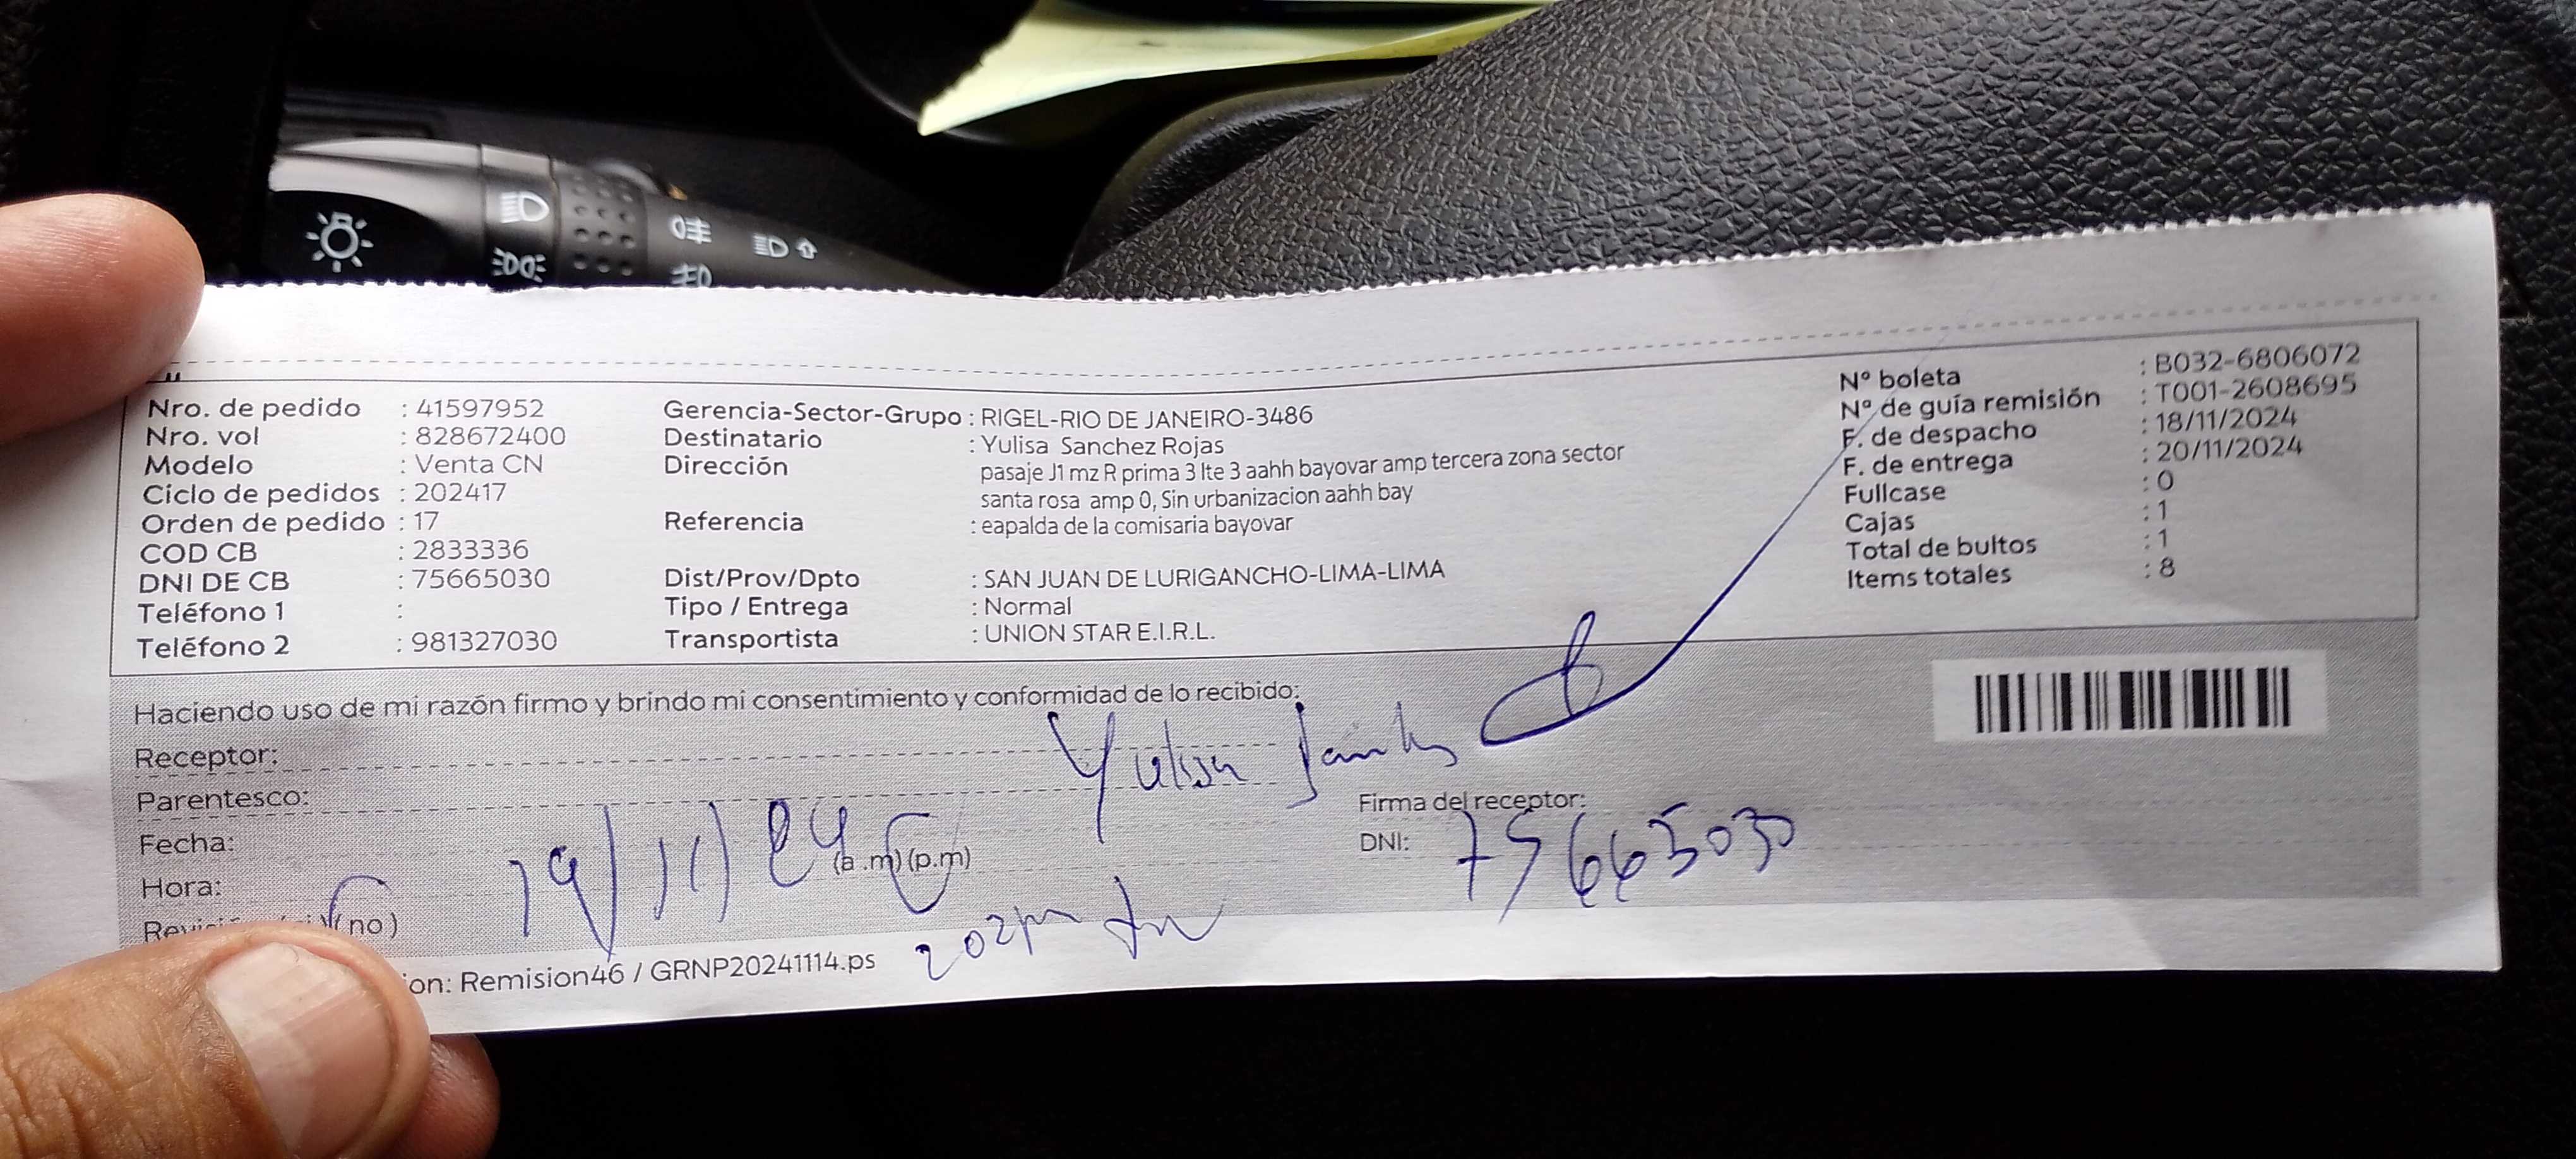 Nro. de pedido : 41597952
Nro. vol : 828672400
Modelo : Venta CN
Ciclo de pedidos : 202417
Orden de pedido : 17
COD CB : 2833336
DNI DE CB : 75665030
Teléfono 1 :
Teléfono 2 : 981327030
Gerencia-Sector-Grupo : RIGEL-RIO DE JANEIRO-3486
Destinatario : Yulisa Sanchez Rojas
Dirección pasaje J1 mz R prima 3 lte 3 aahh bayovar amp tercera zona sector
santa rosa amp 0, Sin urbanizacion aahh bay
Referencia : eapalda de la comisaria bayovar
Dist/Prov/Dpto : SAN JUAN DE LURIGANCHO-LIMA-LIMA
Tipo / Entrega : Normal
Transportista : UNION STAR E.I.R.L.
N° boleta : B032-6806072
N° de guía remisión : T001-2608695
F. de despacho : 18/11/2024
F. de entrega : 20/11/2024
Fullcase : 0
Cajas : 1
Total de bultos : 1
Items totales : 8
Haciendo uso de mi razón firmo y brindo mi consentimiento y conformidad de lo recibido:
Receptor: Yulisa
Parentesco:
Firma del receptor:
Fecha: 19/11/24
DNI: 75665030
Hora: (a .m) (p.m)
(no)
202pm
ion: Remision46 / GRNP20241114.ps